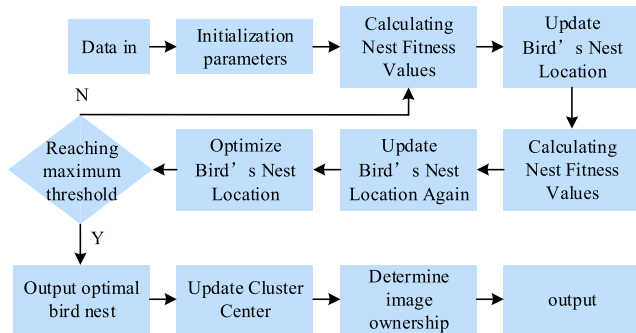 Data in
Initialization
parameters
Calculating
Nest Fitness
Values
Update
Bird’s Nest
Location
N
Reaching
maximum
threshold
Optimize
Bird’s Nest
Location
Update
Bird’s Nest
Location Again
Calculating
Nest Fitness
Values
Y
Output optimal
bird nest
Update Cluster
Center
Determine
image
ownership
output